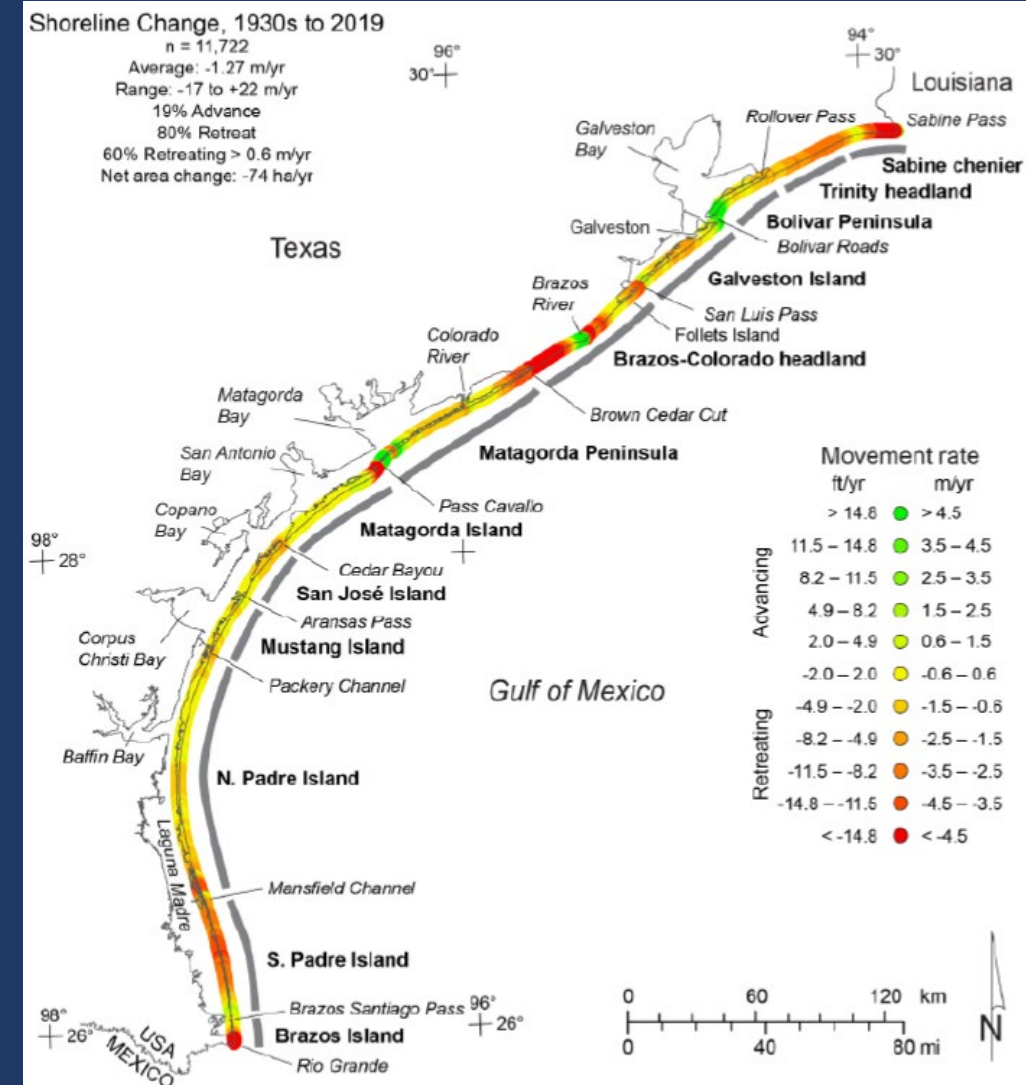 Shoreline Change, 1930s to 2019
n = 11,722
Average: -1.27 m/yr
Range: -17 to +22 m/yr
19% Advance
80% Retreat
60% Retreating > 0.6 m/yr
Net area change: -74 ha/yr
96°
30°
94°
30°
Louisiana
Sabine Pass
Rollover Pass
Galveston
Bay
Sabine chenier
Trinity headland
Bolivar Peninsula
Bolivar Roads
Galveston
Texas
Galveston Island
Brazos
River
San Luis Pass
Follets Island
Brazos-Colorado headland
Colorado
River
Brown Cedar Cut
Matagorda
Bay
Matagorda Peninsula
San Antonio
Bay
Pass Cavallo
Matagorda Island
Copano
Bay
98°
28°
Cedar Bayou
San José Island
Aransas Pass
Mustang Island
Corpus
Christi Bay
Packery Channel
Gulf of Mexico
Baffin Bay
N. Padre Island
Laguna Madre
Mansfield Channel
S. Padre Island
Brazos Santiago Pass
96°
26°
98°
26°
Brazos Island
Rio Grande
USA
MEXICO
Movement rate
ft/yr m/yr
Advancing
> 14.8 > 4.5
11.5 – 14.8 3.5 – 4.5
8.2 – 11.5 2.5 – 3.5
4.9 – 8.2 1.5 – 2.5
2.0 – 4.9 0.6 – 1.5
-2.0 – 2.0 -0.6 – 0.6
Retreating
-4.9 – -2.0 -1.5 – -0.6
-8.2 – -4.9 -2.5 – -1.5
-11.5 – -8.2 -3.5 – -2.5
-14.8 – -11.5 -4.5 – -3.5
< -14.8 < -4.5
0 60 120 km
0 40 80 mi
N